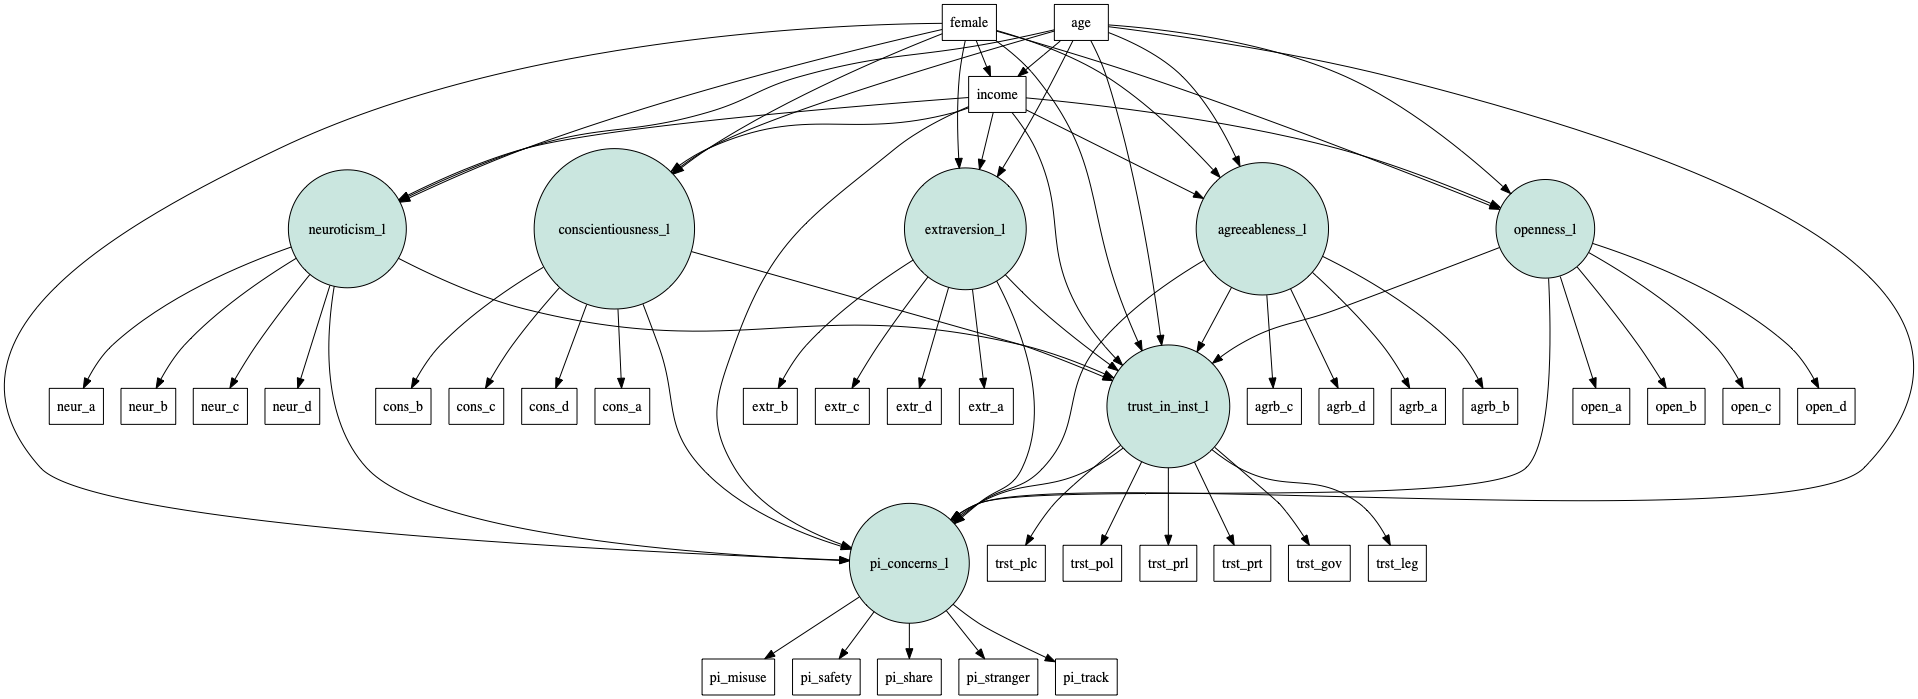 female
age
income
neuroticism_l
conscientiousness_l
extraversion_l
agreeableness_l
openness_l
neur_a
neur_b
neur_c
neur_d
cons_b
cons_c
cons_d
cons_a
extr_b
extr_c
extr_d
extr_a
trust_in_inst_l
agrb_c
agrb_d
agrb_a
agrb_b
open_a
open_b
open_c
open_d
pi_concerns_l
trst_plc
trst_pol
trst_prl
trst_prt
trst_gov
trst_leg
pi_misuse
pi_safety
pi_share
pi_stranger
pi_track